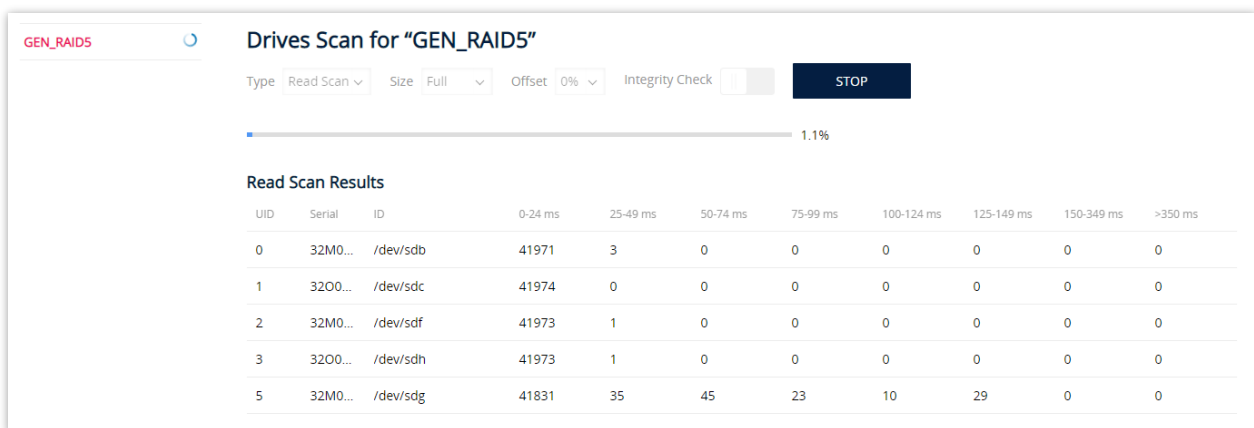 GEN_RAID5
Drives Scan for “GEN_RAID5”
Type Read Scan Size Full Offset 0% Integrity Check STOP
1.1%
Read Scan Results
UID Serial ID 0-24 ms 25-49 ms 50-74 ms 75-99 ms 100-124 ms 125-149 ms 150-349 ms >350 ms
0 32M0... /dev/sdb 41971 3 0 0 0 0 0 0
1 32O0... /dev/sdc 41974 0 0 0 0 0 0 0
2 32M0... /dev/sdf 41973 1 0 0 0 0 0 0
3 32O0... /dev/sdh 41973 1 0 0 0 0 0 0
5 32M0... /dev/sdg 41831 35 45 23 10 29 0 0